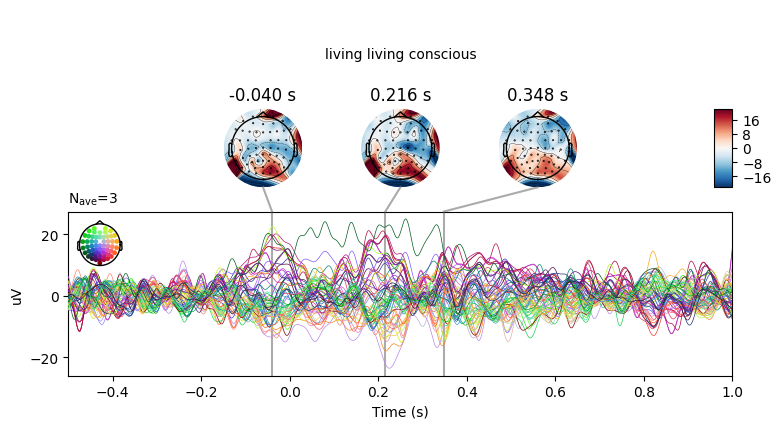 living living conscious
-0.040 s
0.216 s
0.348 s
16
8
0
−8
−16
Nave=3
20
0
−20
uV
−0.4
−0.2
0.0
0.2
0.4
0.6
0.8
1.0
Time (s)